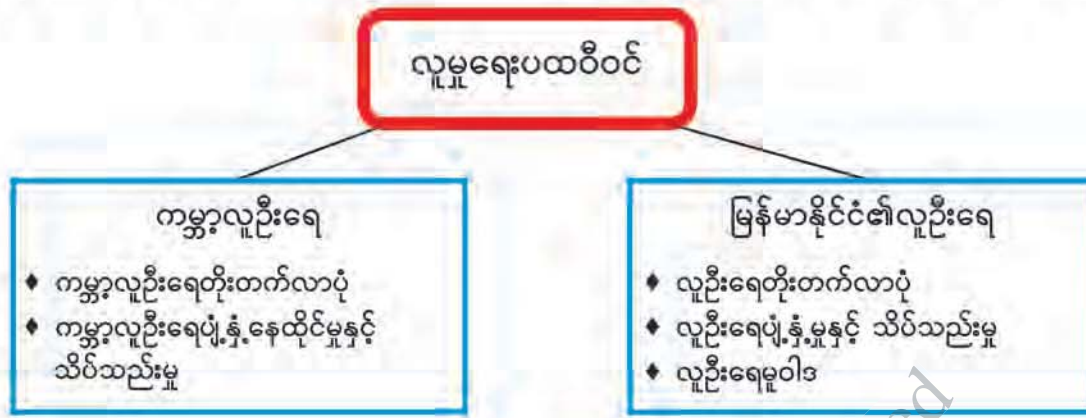 လူမှုရေးပထဝီဝင်
ကမ္ဘာ့လူဦးရေ
♦ ကမ္ဘာ့လူဦးရေတိုးတက်လာပုံ
♦ ကမ္ဘာ့လူဦးရေပျံ့နှံ့နေထိုင်မှုနှင့်
သိပ်သည်းမှု
မြန်မာနိုင်ငံ၏လူဦးရေ
♦ လူဦးရေတိုးတက်လာပုံ
♦ လူဦးရေပျံ့နှံ့မှုနှင့် သိပ်သည်းမှု
♦ လူဦးရေမူဝါဒ